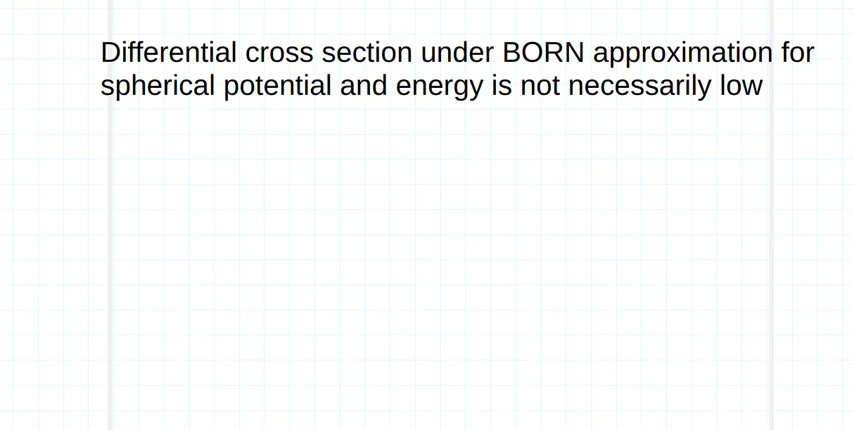 Differential cross section under BORN approximation for
spherical potential and energy is not necessarily low